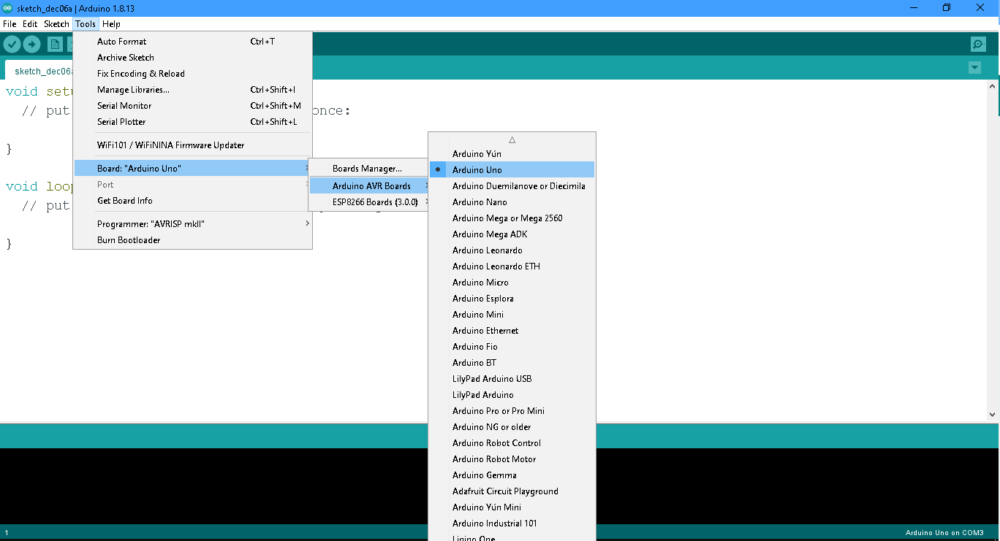 sketch_dec06a | Arduino 1.8.13
File Edit Sketch Tools Help
sketch_dec06a
Auto Format Ctrl+T
Archive Sketch
Fix Encoding & Reload
Manage Libraries... Ctrl+Shift+I
Serial Monitor Ctrl+Shift+M
Serial Plotter Ctrl+Shift+L
WiFi101 / WiFiNINA Firmware Updater
Board: "Arduino Uno"
Port
Get Board Info
Programmer: "AVRISP mkII"
Burn Bootloader
Boards Manager...
Arduino AVR Boards
ESP8266 Boards (3.0.0)
Arduino Yún
Arduino Uno
Arduino Duemilanove or Diecimila
Arduino Nano
Arduino Mega or Mega 2560
Arduino Mega ADK
Arduino Leonardo
Arduino Leonardo ETH
Arduino Micro
Arduino Esplora
Arduino Mini
Arduino Ethernet
Arduino Fio
Arduino BT
LilyPad Arduino USB
LilyPad Arduino
Arduino Pro or Pro Mini
Arduino NG or older
Arduino Robot Control
Arduino Robot Motor
Arduino Gemma
Adafruit Circuit Playground
Arduino Yún Mini
Arduino Industrial 101
Linino One
void setu
// put once:
}
void loop
// put
}
1
Arduino Uno on COM3